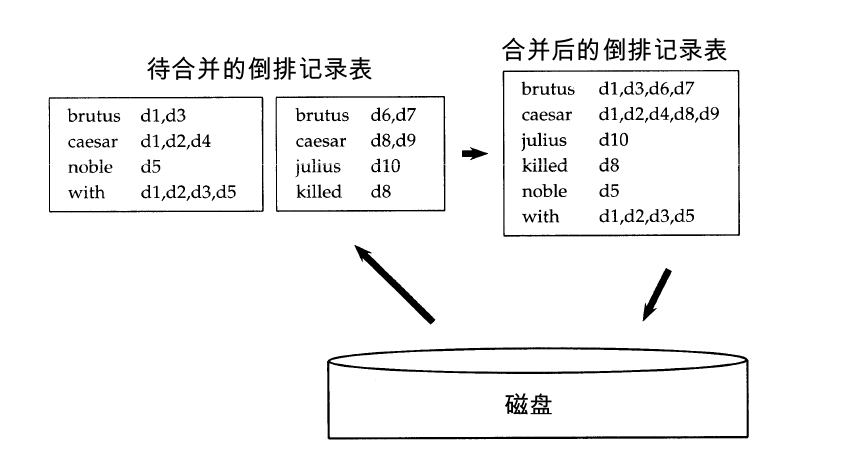 待合并的倒排记录表
brutus d1,d3
caesar d1,d2,d4
noble d5
with d1,d2,d3,d5
brutus d6,d7
caesar d8,d9
julius d10
killed d8
合并后的倒排记录表
brutus d1,d3,d6,d7
caesar d1,d2,d4,d8,d9
julius d10
killed d8
noble d5
with d1,d2,d3,d5
磁盘